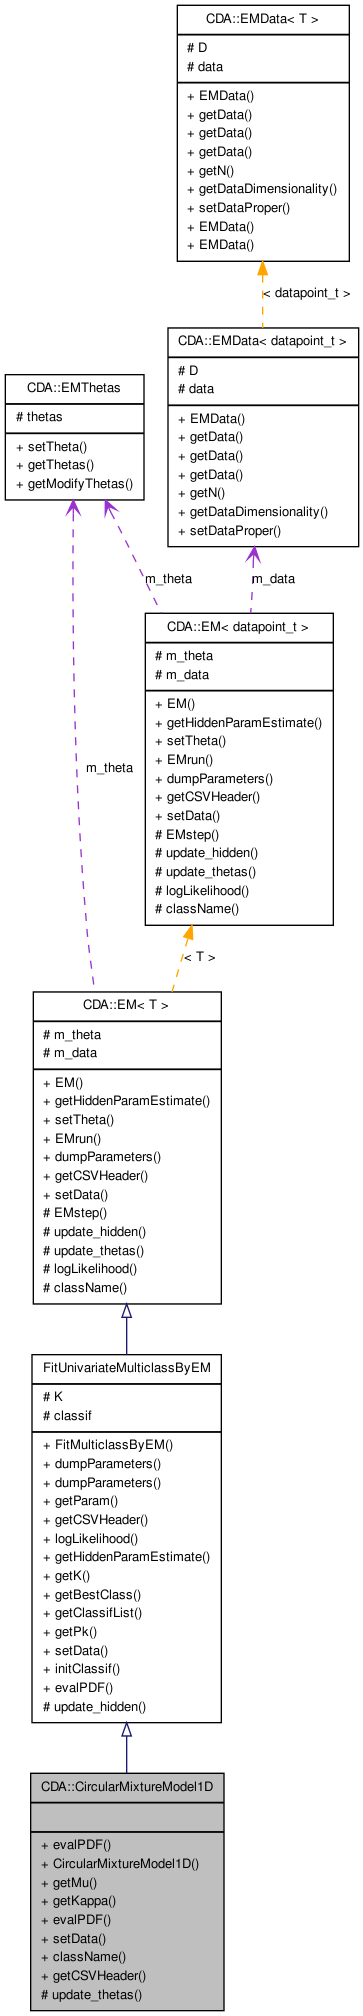 CDA::EMData< T >
# D
# data
+ EMData()
+ getData()
+ getData()
+ getData()
+ getN()
+ getDataDimensionality()
+ setDataProper()
+ EMData()
+ EMData()
< datapoint_t >
CDA::EMData< datapoint_t >
# D
# data
+ EMData()
+ getData()
+ getData()
+ getData()
+ getN()
+ getDataDimensionality()
+ setDataProper()
CDA::EMThetas
# thetas
+ setTheta()
+ getThetas()
+ getModifyThetas()
m_theta
m_data
CDA::EM< datapoint_t >
# m_theta
# m_data
+ EM()
+ getHiddenParamEstimate()
+ setTheta()
+ EMrun()
+ dumpParameters()
+ getCSVHeader()
+ setData()
# EMstep()
# update_hidden()
# update_thetas()
# logLikelihood()
# className()
m_theta
< T >
CDA::EM< T >
# m_theta
# m_data
+ EM()
+ getHiddenParamEstimate()
+ setTheta()
+ EMrun()
+ dumpParameters()
+ getCSVHeader()
+ setData()
# EMstep()
# update_hidden()
# update_thetas()
# logLikelihood()
# className()
FitUnivariateMulticlassByEM
# K
# classif
+ FitMulticlassByEM()
+ dumpParameters()
+ dumpParameters()
+ getParam()
+ getCSVHeader()
+ logLikelihood()
+ getHiddenParamEstimate()
+ getK()
+ getBestClass()
+ getClassifList()
+ getPk()
+ setData()
+ initClassif()
+ evalPDF()
# update_hidden()
CDA::CircularMixtureModel1D
+ evalPDF()
+ CircularMixtureModel1D()
+ getMu()
+ getKappa()
+ evalPDF()
+ setData()
+ className()
+ getCSVHeader()
# update_thetas()